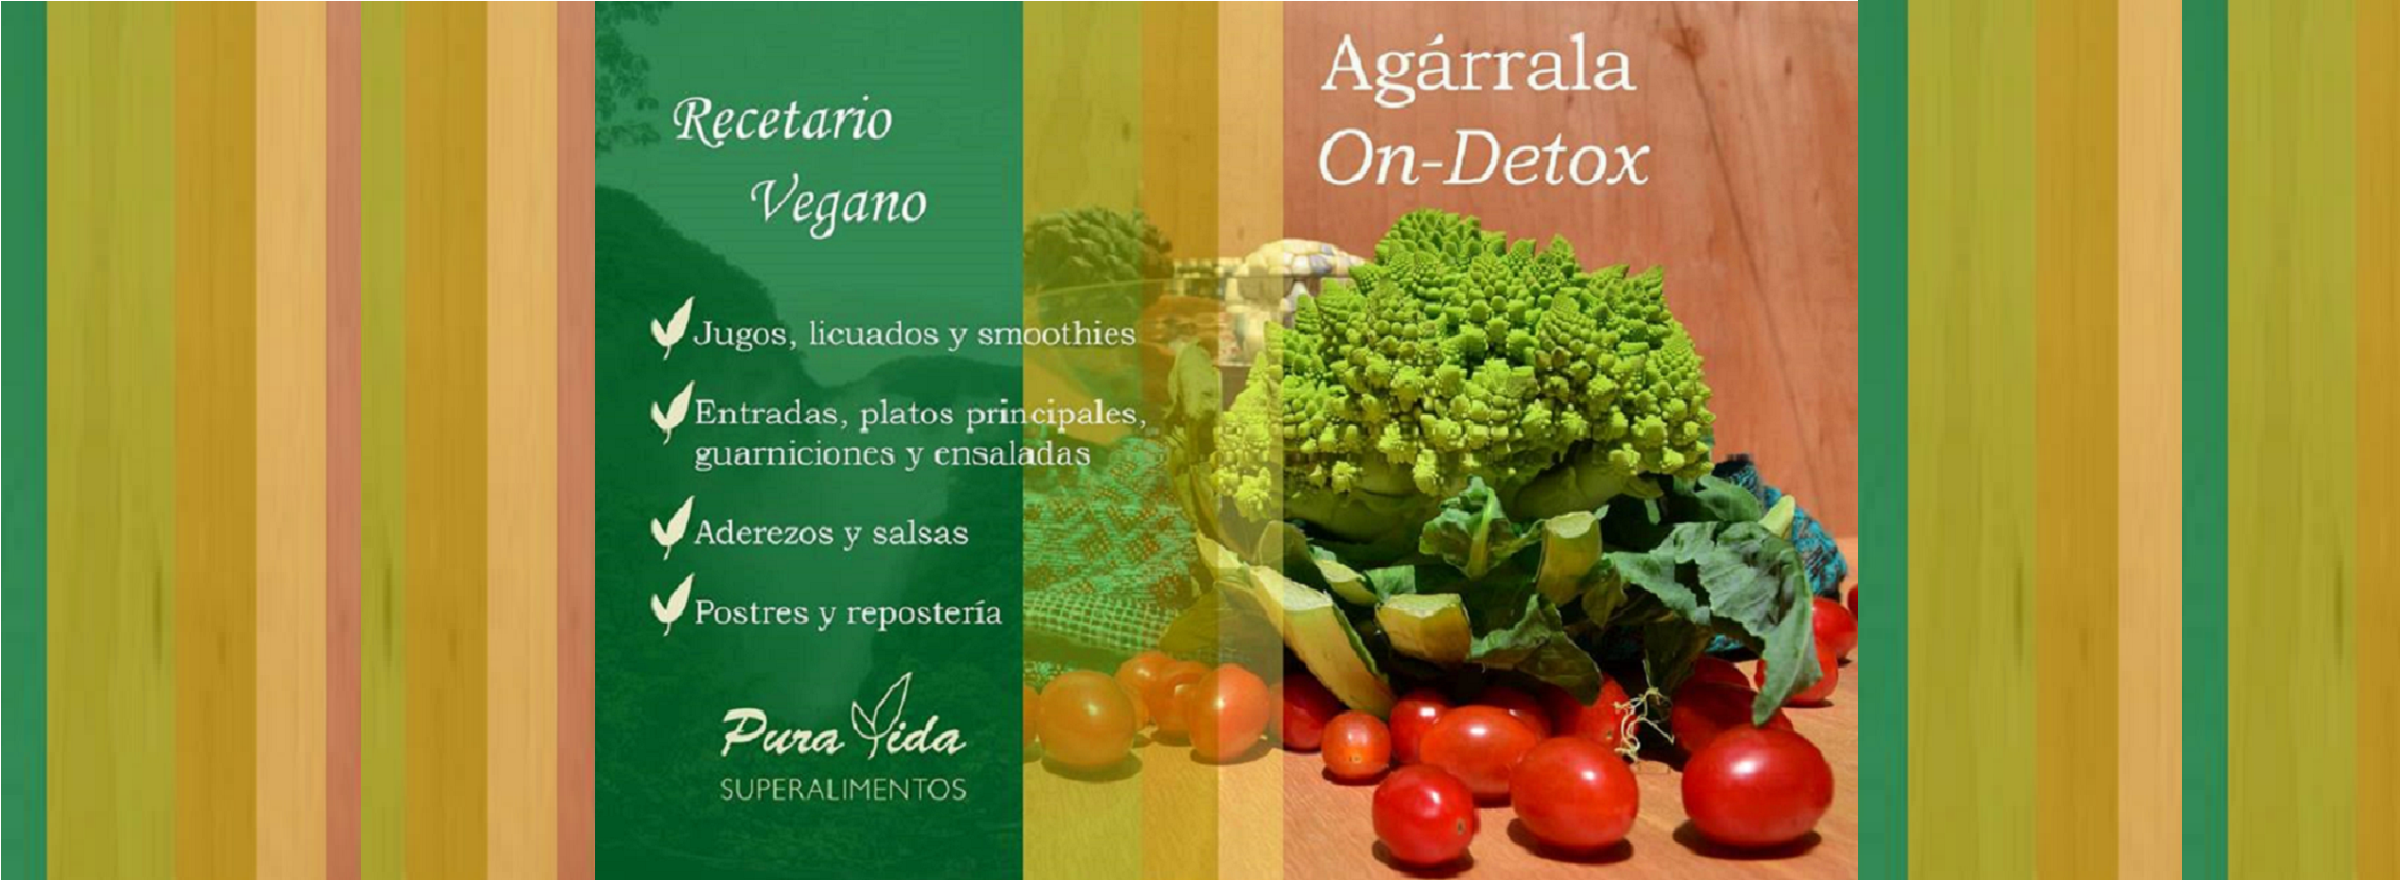 Recetario
Vegano
Jugos, licuados y smoothies
Entradas, platos principales,
guarniciones y ensaladas
Aderezos y salsas
Postres y repostería
Pura Vida
SUPERALIMENTOS
Agárrala
On-Detox